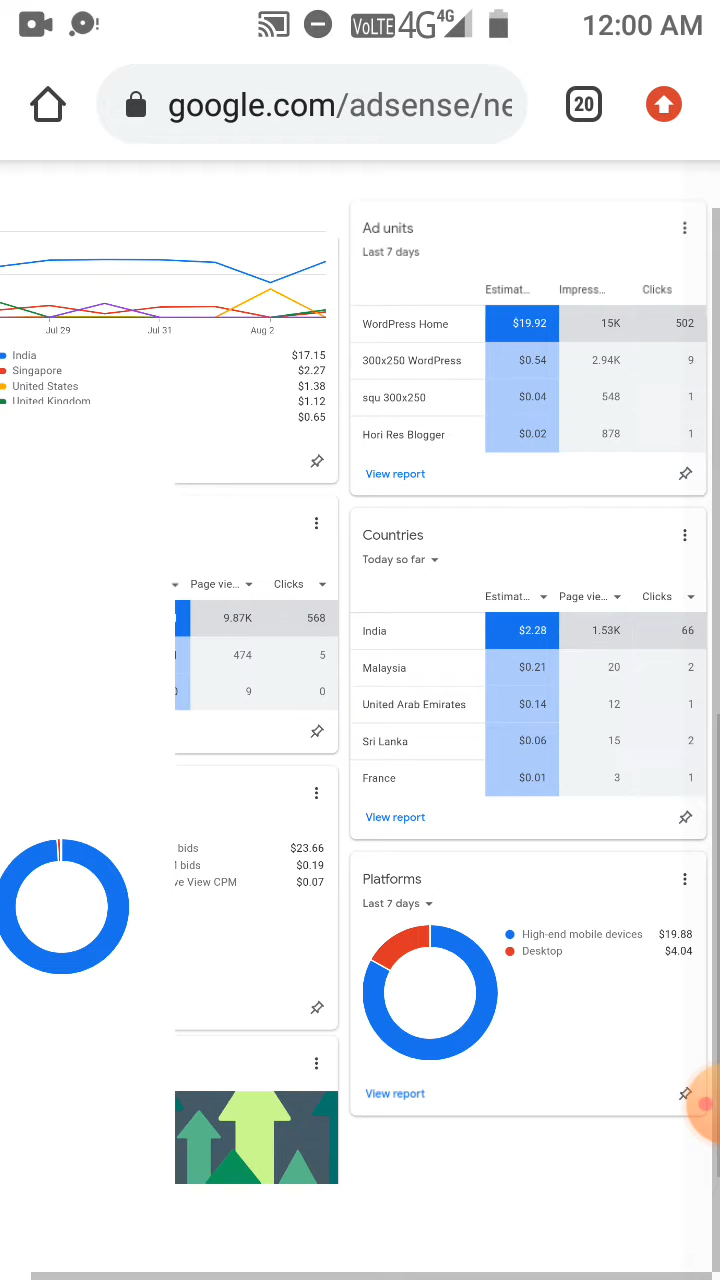 VoLTE 4G 4G 12:00 AM
google.com/adsense/ne
20
Jul 29 Jul 31 Aug 2
India $17.15
Singapore $2.27
United States $1.38
United Kingdom $1.12
$0.65
Page vie... Clicks
9.87K 568
474 5
9 0
bids $23.66
bids $0.19
ve View CPM $0.07
Ad units
Last 7 days
Estimat... Impress... Clicks
WordPress Home $19.92 15K 502
300x250 WordPress $0.54 2.94K 9
squ 300x250 $0.04 548 1
Hori Res Blogger $0.02 878 1
View report
Countries
Today so far
Estimat... Page vie... Clicks
India $2.28 1.53K 66
Malaysia $0.21 20 2
United Arab Emirates $0.14 12 1
Sri Lanka $0.06 15 2
France $0.01 3 1
View report
Platforms
Last 7 days
High-end mobile devices $19.88
Desktop $4.04
View report